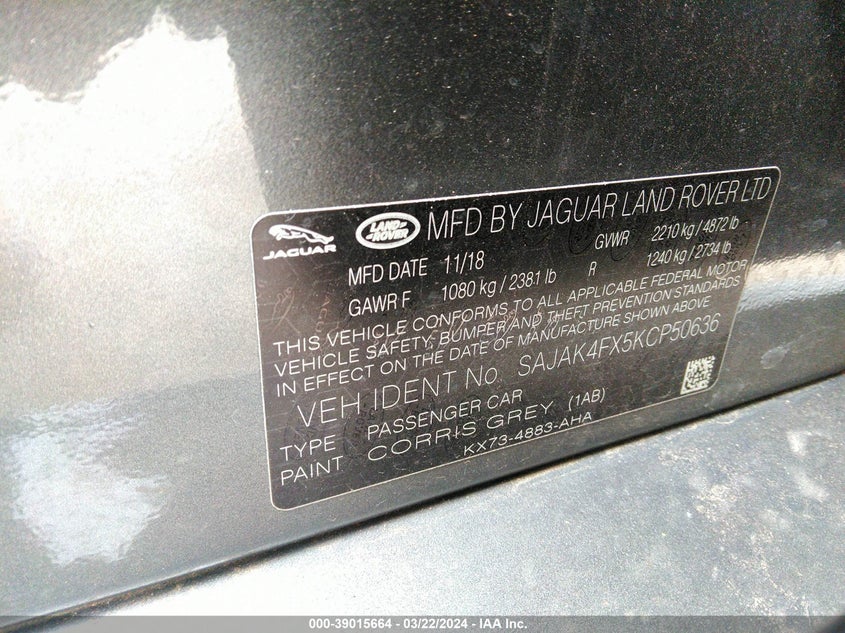 JAGUAR
LAND ROVER
MFD BY JAGUAR LAND ROVER LTD
MFD DATE 11/18 GVWR 2210 kg / 4872 lb
GAWR F 1080 kg / 2381 lb R 1240 kg / 2734 lb
THIS VEHICLE CONFORMS TO ALL APPLICABLE FEDERAL MOTOR
VEHICLE SAFETY, BUMPER AND THEFT PREVENTION STANDARDS
IN EFFECT ON THE DATE OF MANUFACTURE SHOWN ABOVE.
VEH. IDENT No. SAJAK4FX5KCP50636
TYPE PASSENGER CAR
PAINT CORRIS GREY (1AB)
KX73-4883-AHA
000-39015664 - 03/22/2024 - IAA Inc.